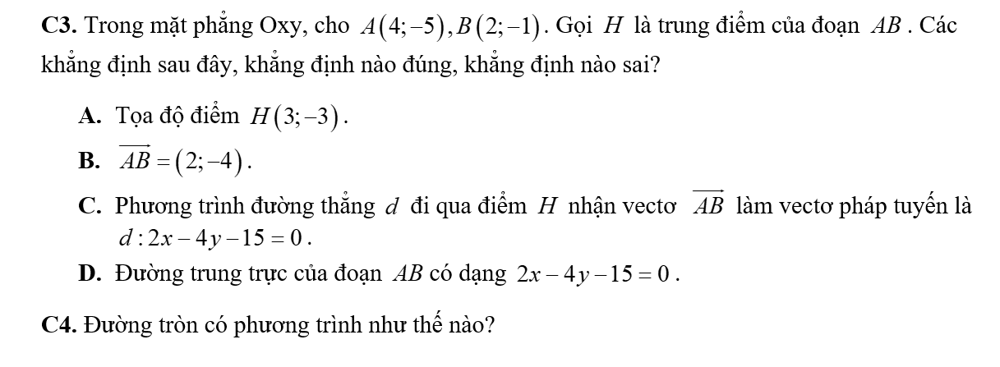 C3. Trong mặt phẳng Oxy, cho A(4;−5), B(2;−1). Gọi H là trung điểm của đoạn AB . Các
khẳng định sau đây, khẳng định nào đúng, khẳng định nào sai?
A. Tọa độ điểm H(3;−3).
B. \overrightarrow{AB} = (2;−4).
C. Phương trình đường thẳng d đi qua điểm H nhận vectơ \overrightarrow{AB} làm vectơ pháp tuyến là
d : 2x − 4y − 15 = 0 .
D. Đường trung trực của đoạn AB có dạng 2x − 4y − 15 = 0 .
C4. Đường tròn có phương trình như thế nào?